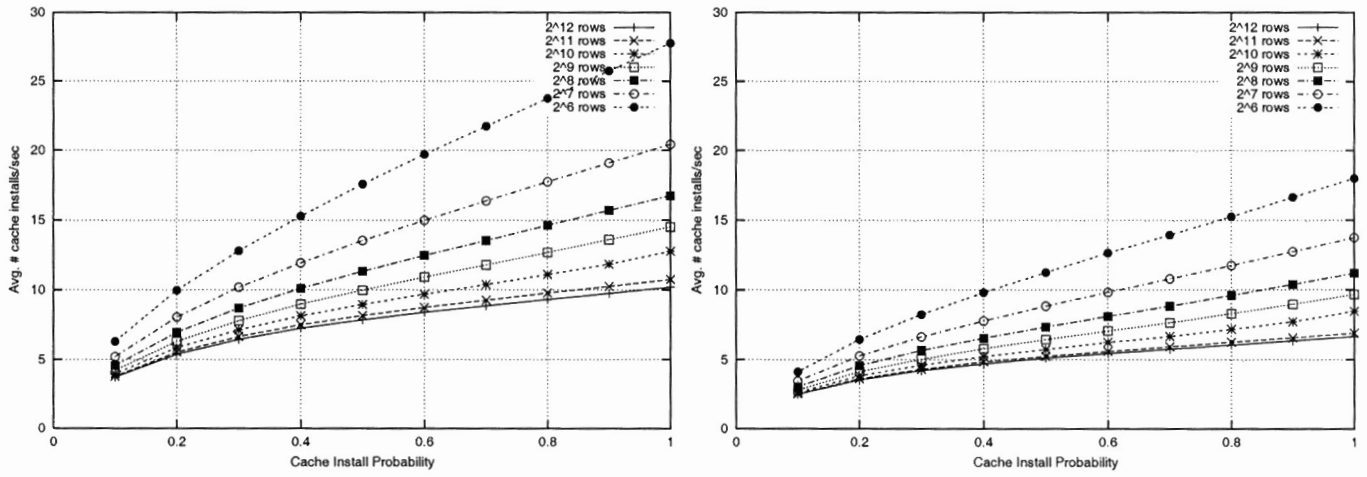 30
25
20
15
10
5
0
Avg. # cache installs/sec
2^12 rows
2^11 rows
2^10 rows
2^9 rows
2^8 rows
2^7 rows
2^6 rows
0 0.2 0.4 0.6 0.8 1
Cache Install Probability
30
25
20
15
10
5
0
Avg. # cache installs/sec
2^12 rows
2^11 rows
2^10 rows
2^9 rows
2^8 rows
2^7 rows
2^6 rows
0 0.2 0.4 0.6 0.8 1
Cache Install Probability